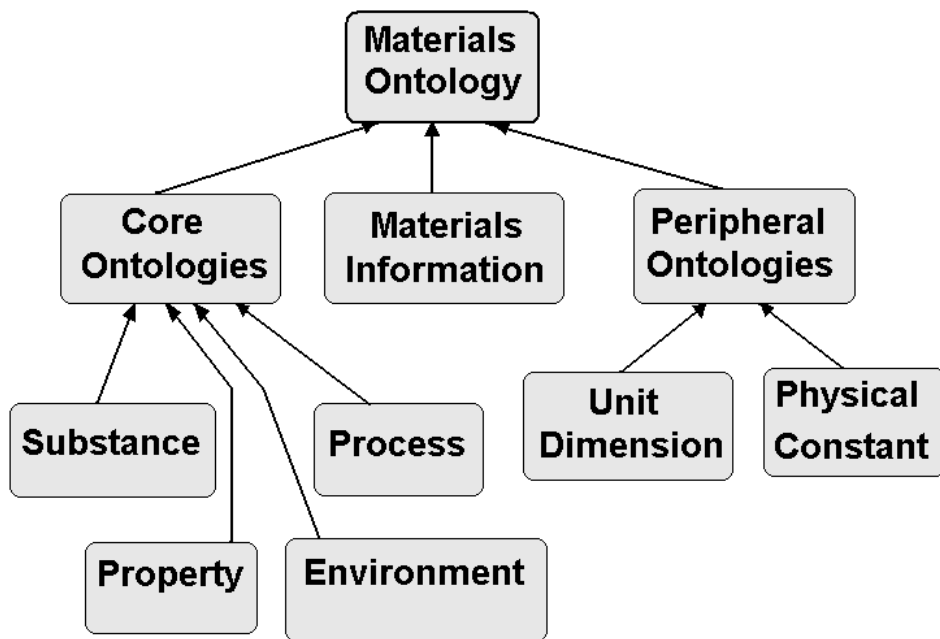 Materials
Ontology
Core
Ontologies
Materials
Information
Peripheral
Ontologies
Substance
Process
Unit
Dimension
Physical
Constant
Property
Environment